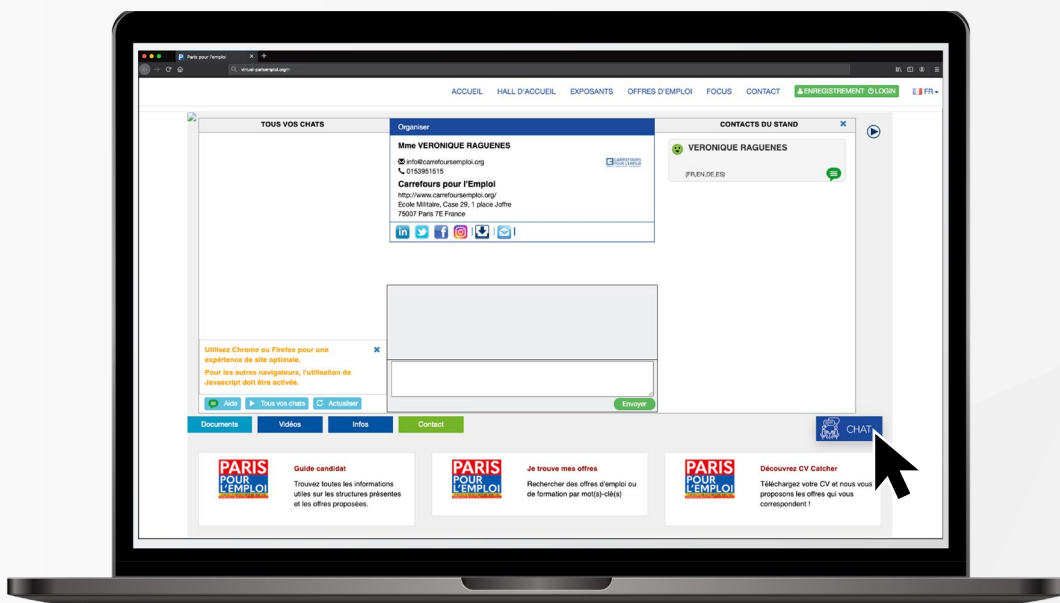 Paris pour l'emploi
virtual-parisemploi.org/fr
ACCUEIL HALL D'ACCUEIL EXPOSANTS OFFRES D'EMPLOI FOCUS CONTACT ENREGISTREMENT LOGIN FR
TOUS VOS CHATS
Organiser
CONTACTS DU STAND
Mme VERONIQUE RAGUENES
info@carrefoursemploi.org
0153951515
CARREFOURS
POUR L'EMPLOI
Carrefours pour l'Emploi
http://www.carrefoursemploi.org/
Ecole Militaire, Case 29, 1 place Joffre
75007 Paris 7E France
VERONIQUE RAGUENES
(FR,EN,DE,ES)
Utilisez Chrome ou Firefox pour une
expérience de site optimale.
Pour les autres navigateurs, l'utilisation de
Javascript doit être activée.
Aide Tous vos chats Actualiser
Envoyer
Documents Vidéos Infos Contact
CHAT
PARIS
POUR
L'EMPLOI
Guide candidat
Trouvez toutes les informations
utiles sur les structures présentes
et les offres proposées.
PARIS
POUR
L'EMPLOI
Je trouve mes offres
Rechercher des offres d'emploi ou
de formation par mot(s)-clé(s)
PARIS
POUR
L'EMPLOI
Découvrez CV Catcher
Téléchargez votre CV et nous vous
proposons les offres qui vous
correspondent !